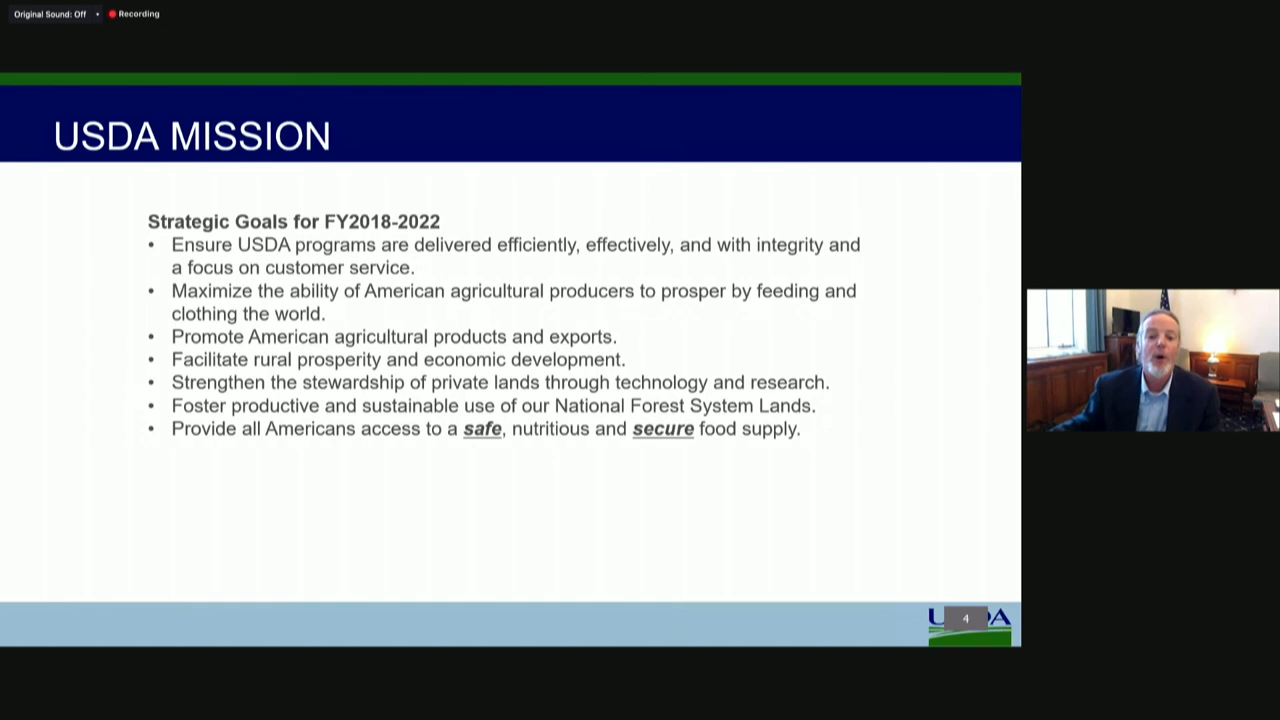 Original Sound: Off
Recording
USDA MISSION
Strategic Goals for FY2018-2022
• Ensure USDA programs are delivered efficiently, effectively, and with integrity and
a focus on customer service.
• Maximize the ability of American agricultural producers to prosper by feeding and
clothing the world.
• Promote American agricultural products and exports.
• Facilitate rural prosperity and economic development.
• Strengthen the stewardship of private lands through technology and research.
• Foster productive and sustainable use of our National Forest System Lands.
• Provide all Americans access to a safe, nutritious and secure food supply.
4